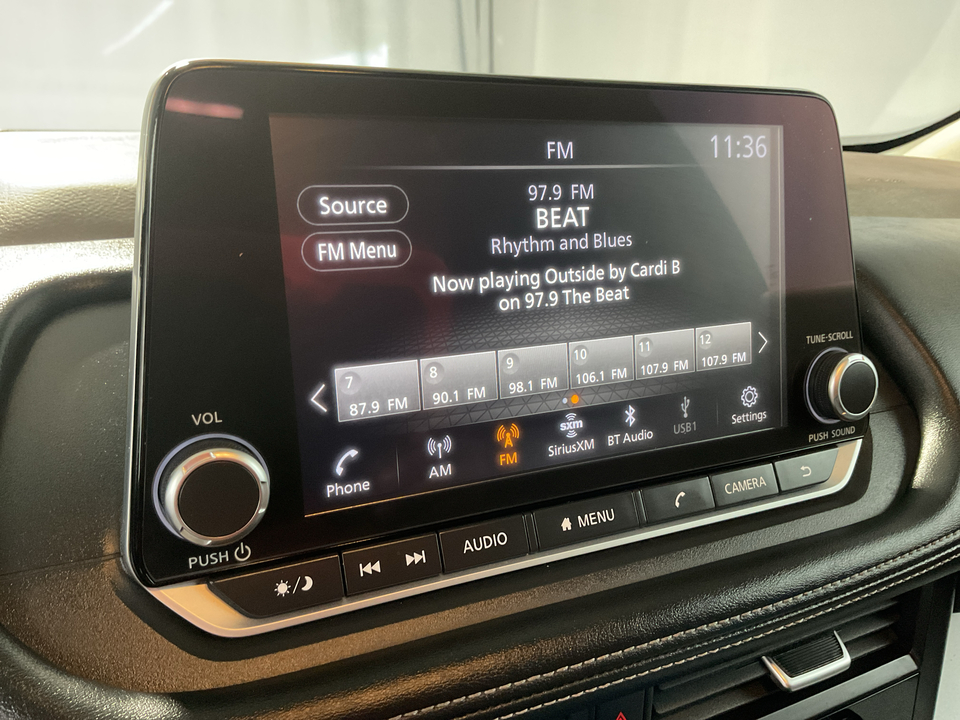 FM
11:36
Source
FM Menu
97.9 FM
BEAT
Rhythm and Blues
Now playing Outside by Cardi B
on 97.9 The Beat
7
87.9 FM
8
90.1 FM
9
98.1 FM
10
106.1 FM
11
107.9 FM
12
107.9 FM
Phone
AM
FM
sxm
SiriusXM
BT Audio
USB1
Settings
VOL
PUSH
TUNE·SCROLL
PUSH SOUND
AUDIO
MENU
CAMERA